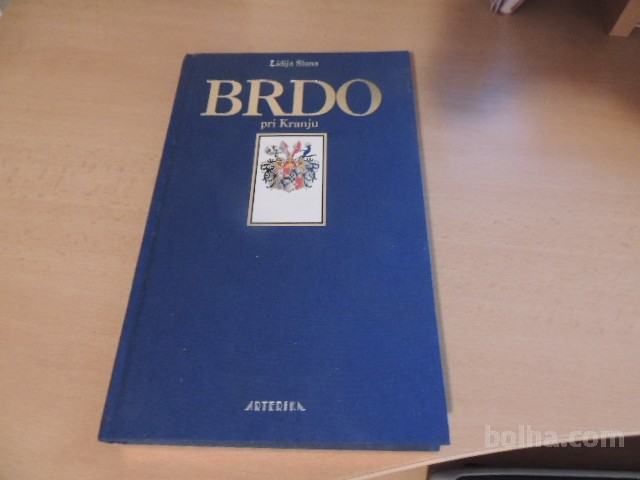 Lidija Slana
BRDO
pri Kranju
ARTERIKA
bolha.com